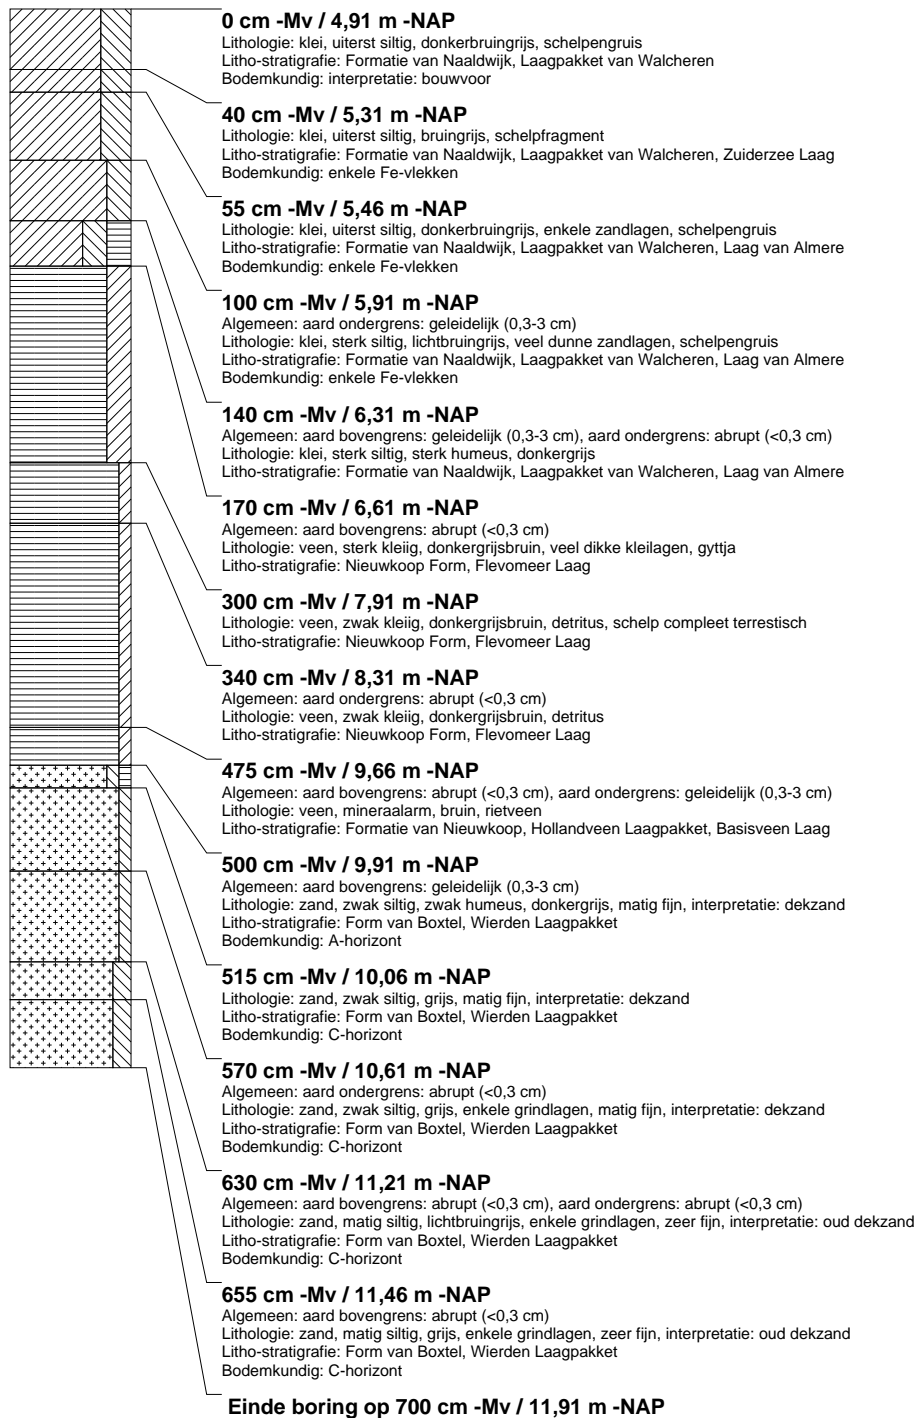 0 cm -Mv / 4,91 m -NAP
Lithologie: klei, uiterst siltig, donkerbruingrijs, schelpengruis
Litho-stratigrafie: Formatie van Naaldwijk, Laagpakket van Walcheren
Bodemkundig: interpretatie: bouwvoor
40 cm -Mv / 5,31 m -NAP
Lithologie: klei, uiterst siltig, bruingrijs, schelpfragment
Litho-stratigrafie: Formatie van Naaldwijk, Laagpakket van Walcheren, Zuiderzee Laag
Bodemkundig: enkele Fe-vlekken
55 cm -Mv / 5,46 m -NAP
Lithologie: klei, uiterst siltig, donkerbruingrijs, enkele zandlagen, schelpengruis
Litho-stratigrafie: Formatie van Naaldwijk, Laagpakket van Walcheren, Laag van Almere
Bodemkundig: enkele Fe-vlekken
100 cm -Mv / 5,91 m -NAP
Algemeen: aard ondergrens: geleidelijk (0,3-3 cm)
Lithologie: klei, sterk siltig, lichtbruingrijs, veel dunne zandlagen, schelpengruis
Litho-stratigrafie: Formatie van Naaldwijk, Laagpakket van Walcheren, Laag van Almere
Bodemkundig: enkele Fe-vlekken
140 cm -Mv / 6,31 m -NAP
Algemeen: aard bovengrens: geleidelijk (0,3-3 cm), aard ondergrens: abrupt (<0,3 cm)
Lithologie: klei, sterk siltig, sterk humeus, donkergrijs
Litho-stratigrafie: Formatie van Naaldwijk, Laagpakket van Walcheren, Laag van Almere
170 cm -Mv / 6,61 m -NAP
Algemeen: aard bovengrens: abrupt (<0,3 cm)
Lithologie: veen, sterk kleiig, donkergrijsbruin, veel dikke kleilagen, gyttja
Litho-stratigrafie: Nieuwkoop Form, Flevomeer Laag
300 cm -Mv / 7,91 m -NAP
Lithologie: veen, zwak kleiig, donkergrijsbruin, detritus, schelp compleet terrestisch
Litho-stratigrafie: Nieuwkoop Form, Flevomeer Laag
340 cm -Mv / 8,31 m -NAP
Algemeen: aard ondergrens: abrupt (<0,3 cm)
Lithologie: veen, zwak kleiig, donkergrijsbruin, detritus
Litho-stratigrafie: Nieuwkoop Form, Flevomeer Laag
475 cm -Mv / 9,66 m -NAP
Algemeen: aard bovengrens: abrupt (<0,3 cm), aard ondergrens: geleidelijk (0,3-3 cm)
Lithologie: veen, mineraalarm, bruin, rietveen
Litho-stratigrafie: Formatie van Nieuwkoop, Hollandveen Laagpakket, Basisveen Laag
500 cm -Mv / 9,91 m -NAP
Algemeen: aard bovengrens: geleidelijk (0,3-3 cm)
Lithologie: zand, zwak siltig, zwak humeus, donkergrijs, matig fijn, interpretatie: dekzand
Litho-stratigrafie: Form van Boxtel, Wierden Laagpakket
Bodemkundig: A-horizont
515 cm -Mv / 10,06 m -NAP
Lithologie: zand, zwak siltig, grijs, matig fijn, interpretatie: dekzand
Litho-stratigrafie: Form van Boxtel, Wierden Laagpakket
Bodemkundig: C-horizont
570 cm -Mv / 10,61 m -NAP
Algemeen: aard ondergrens: abrupt (<0,3 cm)
Lithologie: zand, zwak siltig, grijs, enkele grindlagen, matig fijn, interpretatie: dekzand
Litho-stratigrafie: Form van Boxtel, Wierden Laagpakket
Bodemkundig: C-horizont
630 cm -Mv / 11,21 m -NAP
Algemeen: aard bovengrens: abrupt (<0,3 cm), aard ondergrens: abrupt (<0,3 cm)
Lithologie: zand, matig siltig, lichtbruingrijs, enkele grindlagen, zeer fijn, interpretatie: oud dekzand
Litho-stratigrafie: Form van Boxtel, Wierden Laagpakket
Bodemkundig: C-horizont
655 cm -Mv / 11,46 m -NAP
Algemeen: aard bovengrens: abrupt (<0,3 cm)
Lithologie: zand, matig siltig, grijs, enkele grindlagen, zeer fijn, interpretatie: oud dekzand
Litho-stratigrafie: Form van Boxtel, Wierden Laagpakket
Bodemkundig: C-horizont
Einde boring op 700 cm -Mv / 11,91 m -NAP